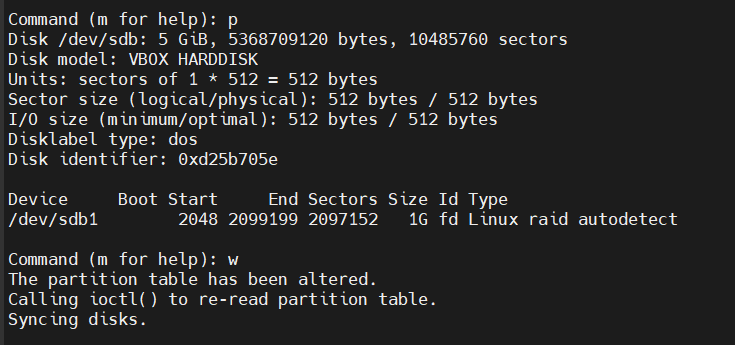 Command (m for help): p
Disk /dev/sdb: 5 GiB, 5368709120 bytes, 10485760 sectors
Disk model: VBOX HARDDISK
Units: sectors of 1 * 512 = 512 bytes
Sector size (logical/physical): 512 bytes / 512 bytes
I/O size (minimum/optimal): 512 bytes / 512 bytes
Disklabel type: dos
Disk identifier: 0xd25b705e

Device     Boot Start     End Sectors Size Id Type
/dev/sdb1        2048 2099199 2097152   1G fd Linux raid autodetect

Command (m for help): w
The partition table has been altered.
Calling ioctl() to re-read partition table.
Syncing disks.